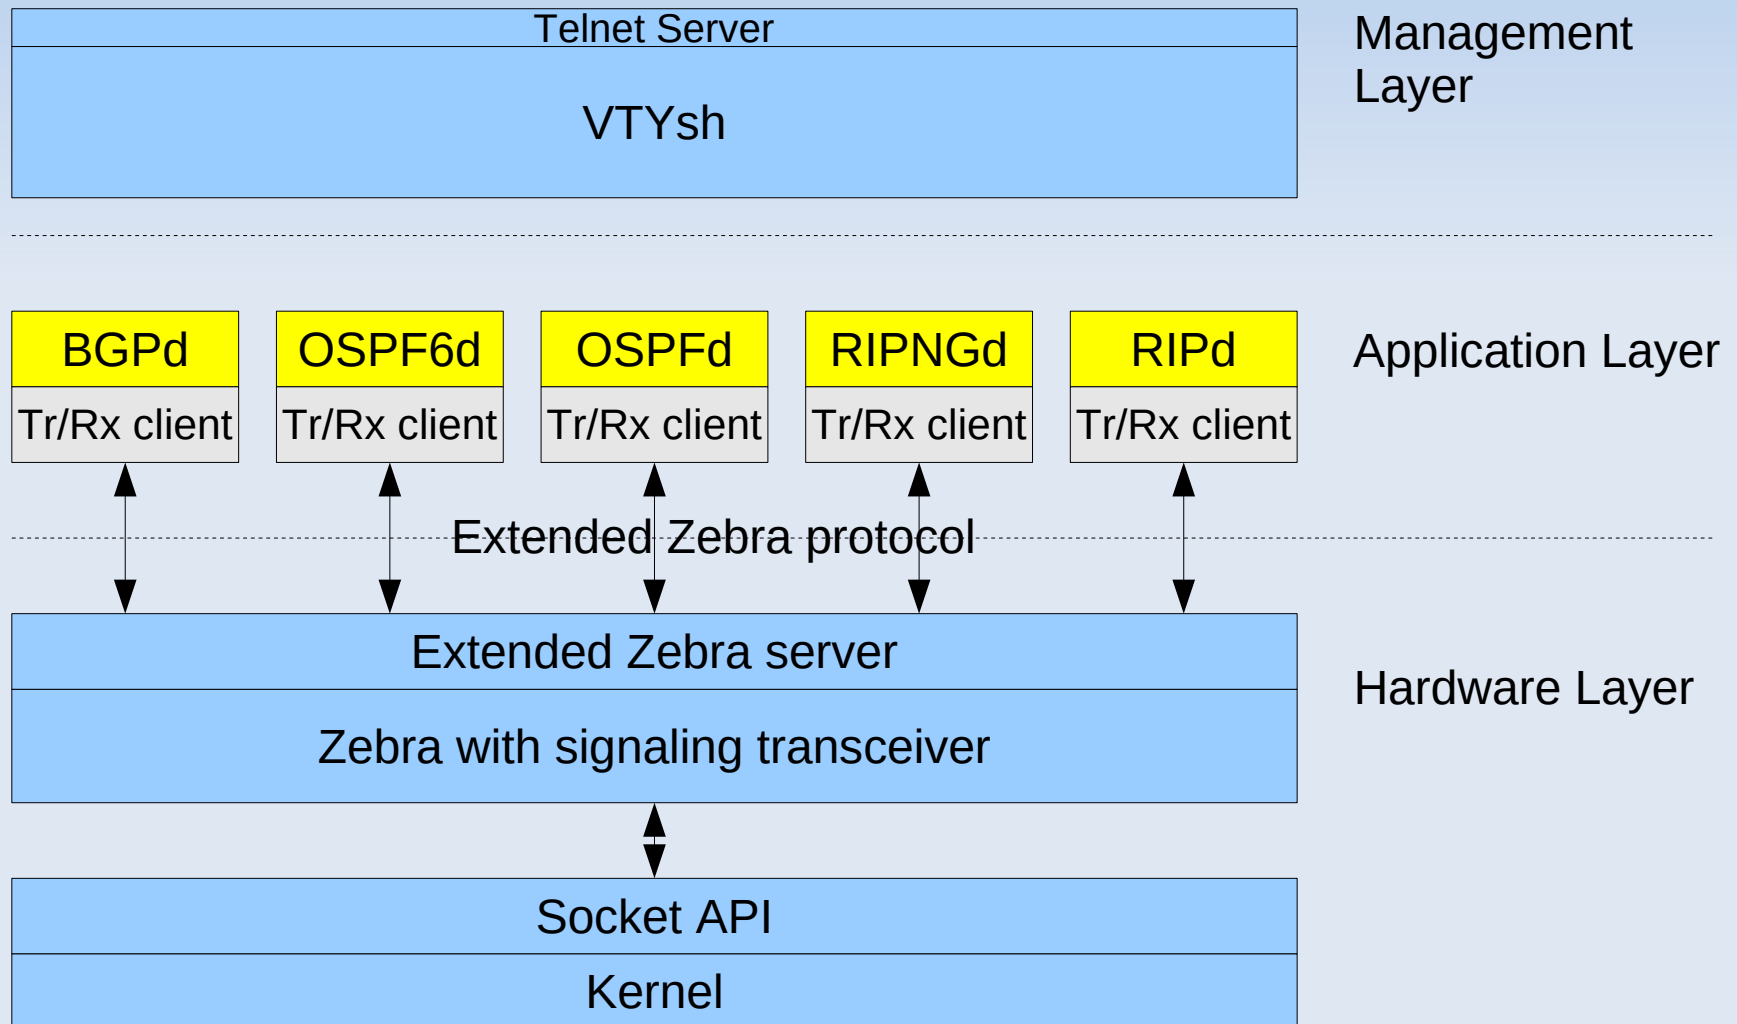 Telnet Server
VTYsh
Management
Layer
BGPd
OSPF6d
OSPFd
RIPNGd
RIPd
Application Layer
Tr/Rx client
Tr/Rx client
Tr/Rx client
Tr/Rx client
Tr/Rx client
Extended Zebra protocol
Extended Zebra server
Zebra with signaling transceiver
Hardware Layer
Socket API
Kernel